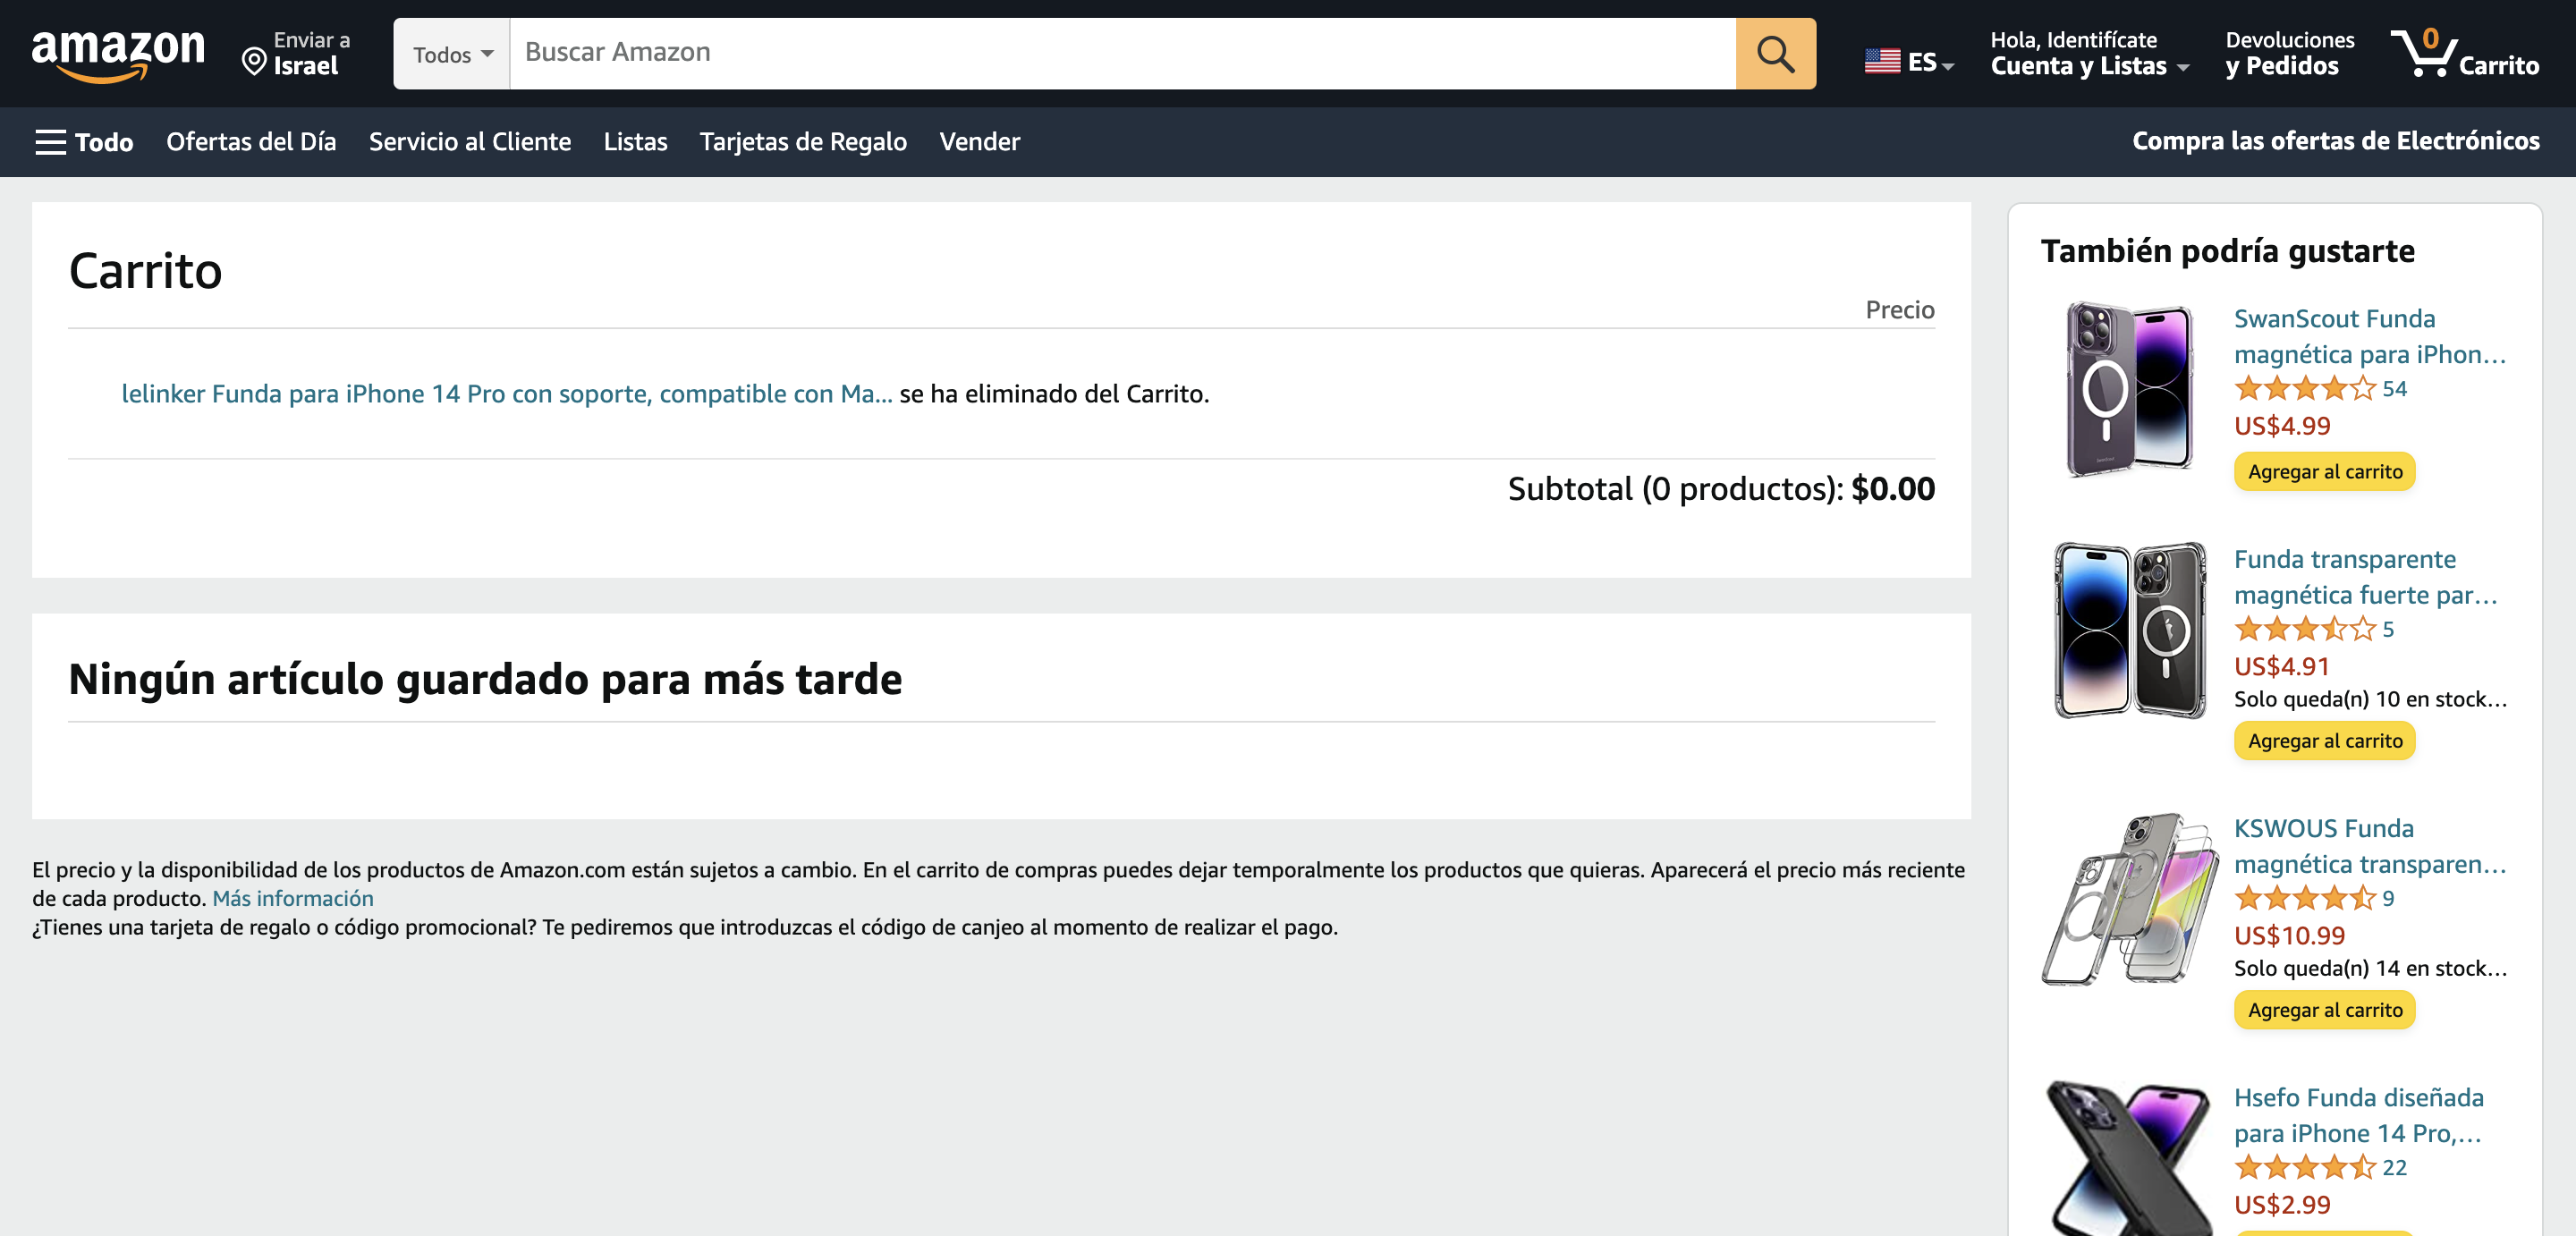 amazon
Enviar a
Israel
Todos
Buscar Amazon
ES
Hola, Identifícate
Cuenta y Listas
Devoluciones
y Pedidos
0
Carrito
Todo
Ofertas del Día
Servicio al Cliente
Listas
Tarjetas de Regalo
Vender
Compra las ofertas de Electrónicos
Carrito
Precio
lelinker Funda para iPhone 14 Pro con soporte, compatible con Ma... se ha eliminado del Carrito.
Subtotal (0 productos): $0.00
Ningún artículo guardado para más tarde
El precio y la disponibilidad de los productos de Amazon.com están sujetos a cambio. En el carrito de compras puedes dejar temporalmente los productos que quieras. Aparecerá el precio más reciente
de cada producto. Más información
¿Tienes una tarjeta de regalo o código promocional? Te pediremos que introduzcas el código de canjeo al momento de realizar el pago.
También podría gustarte
SwanScout Funda
magnética para iPhon...
54
US$4.99
Agregar al carrito
Funda transparente
magnética fuerte par...
5
US$4.91
Solo queda(n) 10 en stock...
Agregar al carrito
KSWOUS Funda
magnética transparen...
9
US$10.99
Solo queda(n) 14 en stock...
Agregar al carrito
Hsefo Funda diseñada
para iPhone 14 Pro,...
22
US$2.99